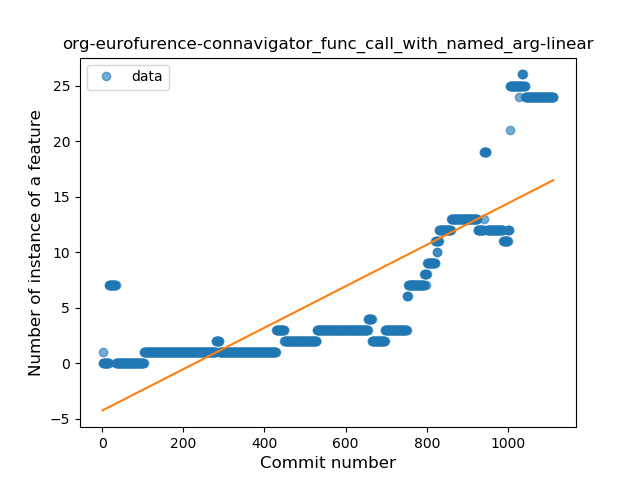 org-eurofurence-connavigator_func_call_with_named_arg-linear
data
Number of instance of a feature
25
20
15
10
5
0
−5
0 200 400 600 800 1000
Commit number